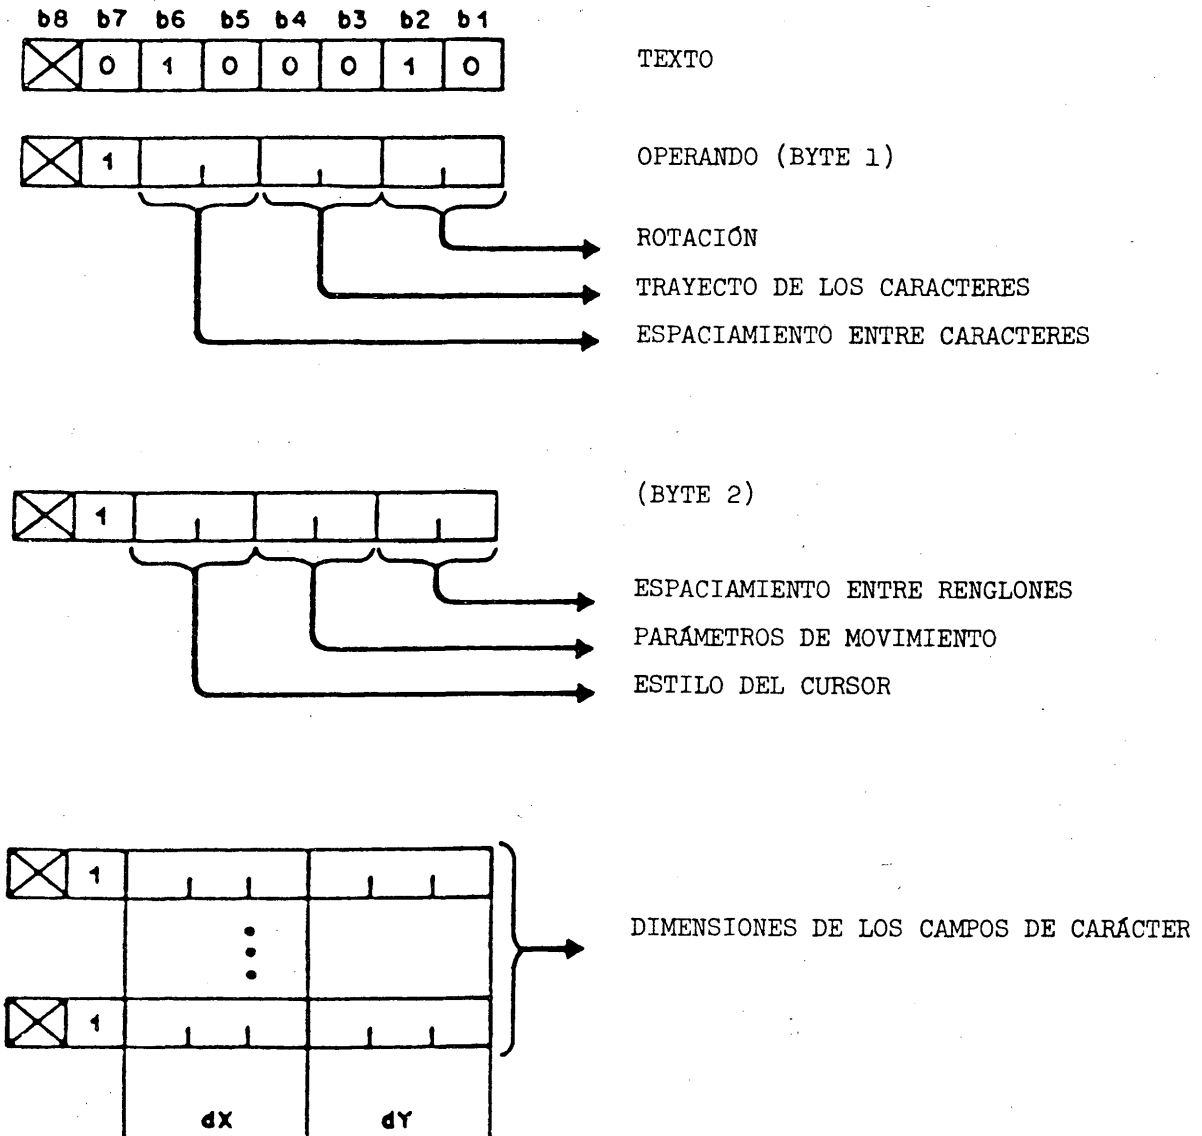 b8 b7 b6 b5 b4 b3 b2 b1
0 1 0 0 0 1 0 TEXTO
1 OPERANDO (BYTE 1)
ROTACIÓN
TRAYECTO DE LOS CARACTERES
ESPACIAMIENTO ENTRE CARACTERES
1 (BYTE 2)
ESPACIAMIENTO ENTRE RENGLONES
PARÁMETROS DE MOVIMIENTO
ESTILO DEL CURSOR
1
DIMENSIONES DE LOS CAMPOS DE CARÁCTER
1
dX dY